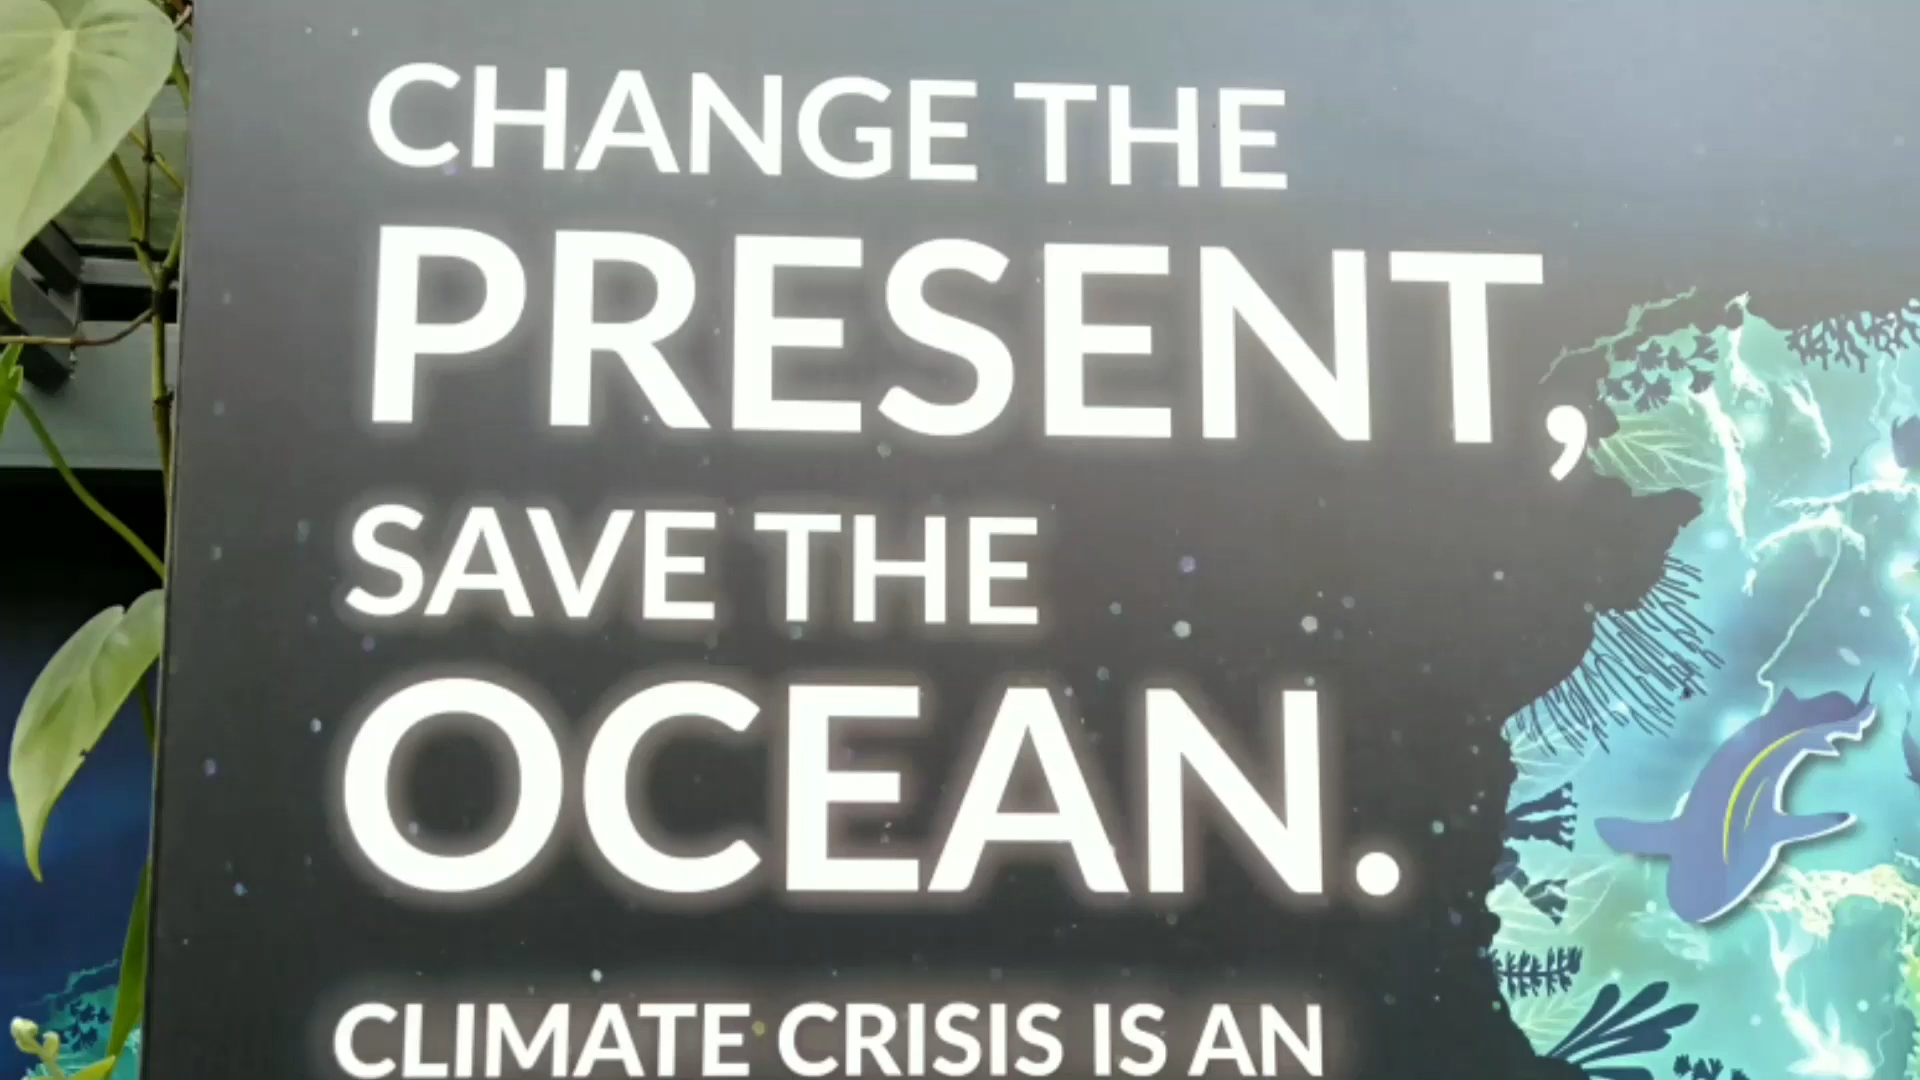 CHANGE THE
PRESENT,
SAVE THE
OCEAN.
CLIMATE CRISIS IS AN